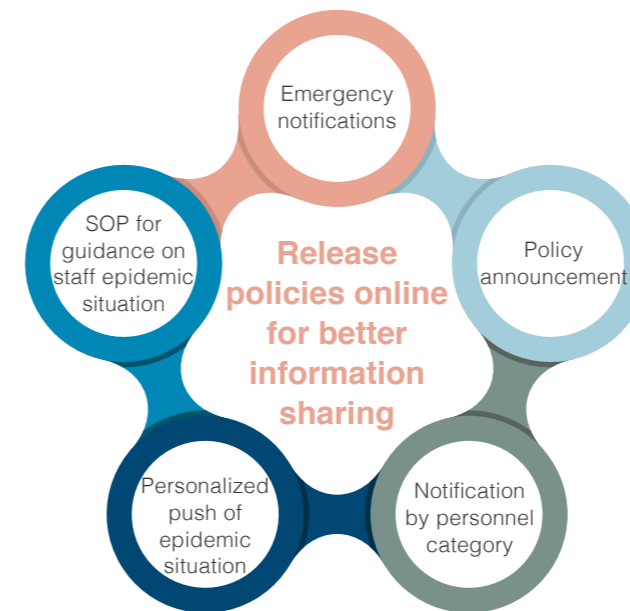 Emergency
notifications
Policy
announcement
Notification
by personnel
category
Personalized
push of
epidemic
situation
SOP for
guidance on
staff epidemic
situation
Release
policies online
for better
information
sharing